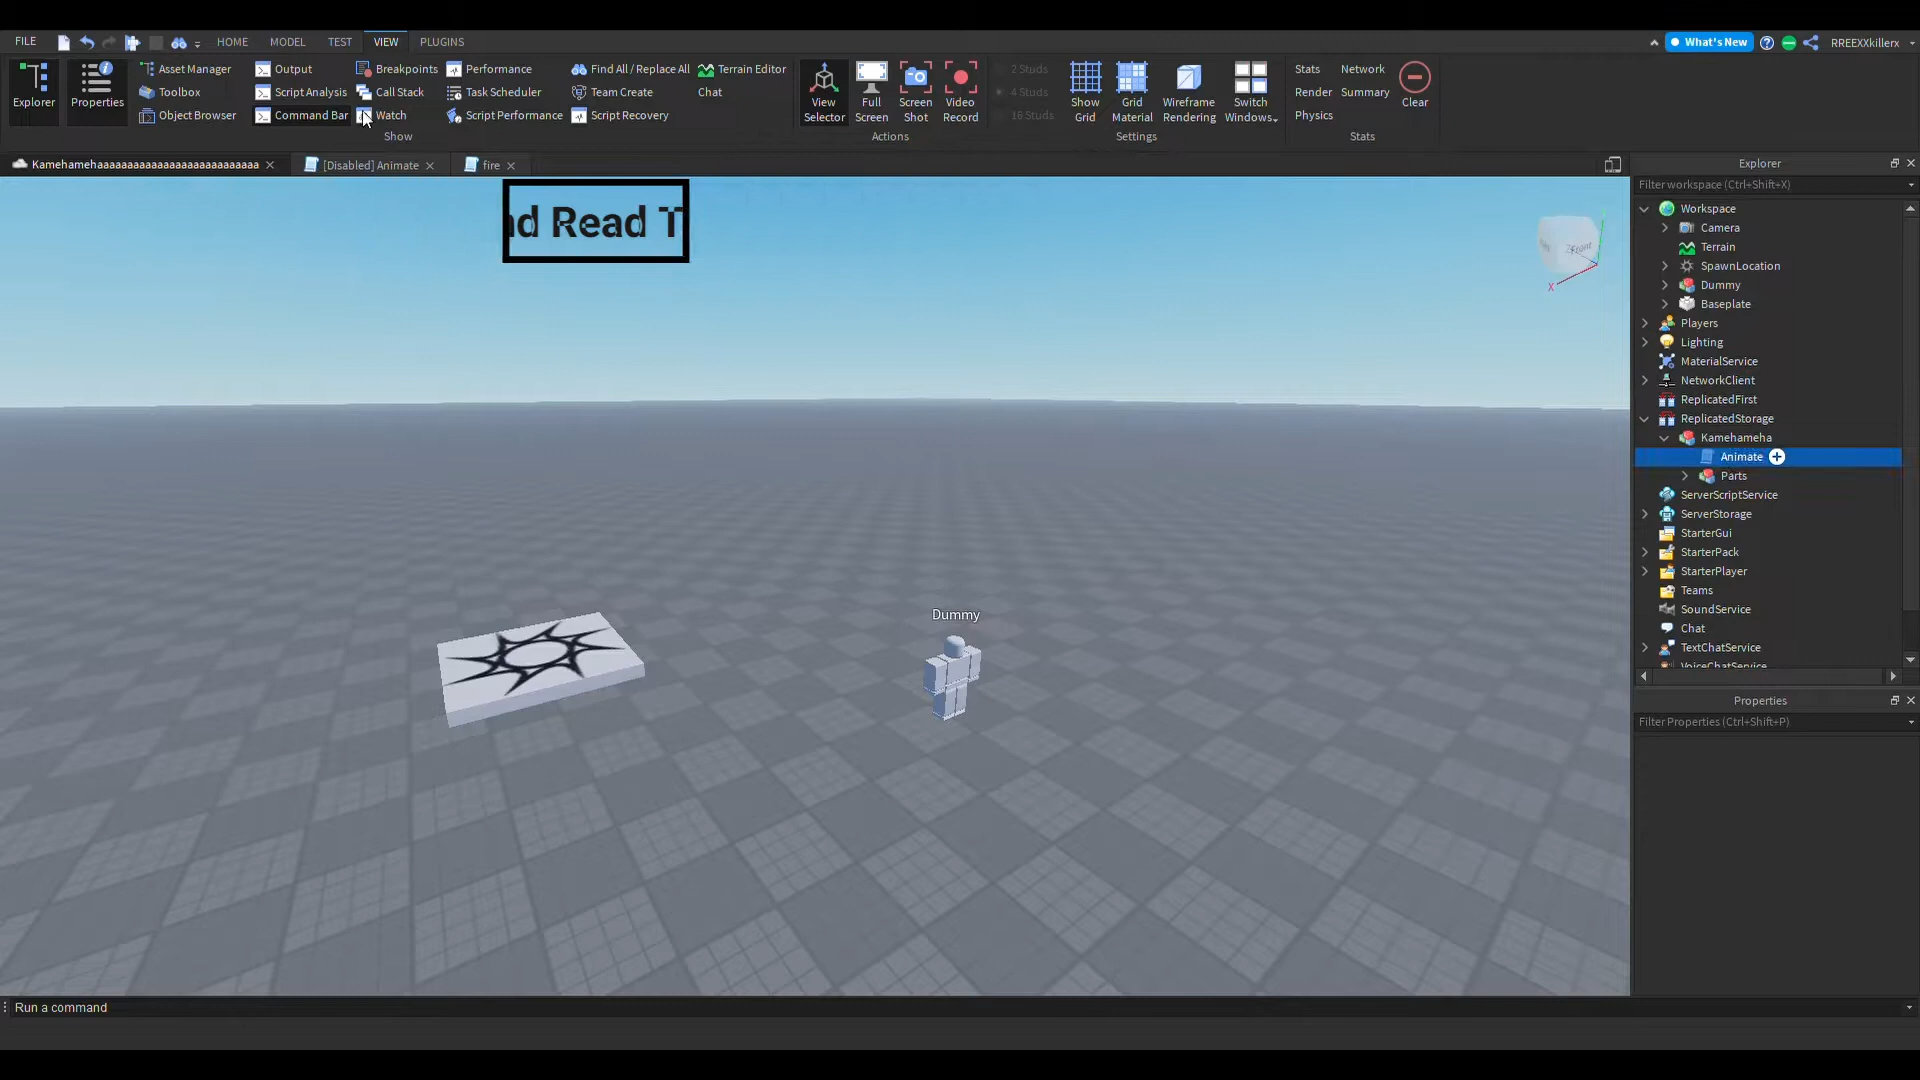 FILE HOME MODEL TEST VIEW PLUGINS What's New RREEXXkillerx
Explorer
Properties
Asset Manager
Toolbox
Object Browser
Output
Script Analysis
Command Bar
Breakpoints
Call Stack
Watch
Performance
Task Scheduler
Script Performance
Find All / Replace All
Team Create
Script Recovery
Terrain Editor
Chat
Show
View Selector
Full Screen
Screen Shot
Video Record
Actions
2 Studs
4 Studs
16 Studs
Show Grid
Grid Material
Wireframe Rendering
Switch Windows
Settings
Stats
Render
Physics
Network
Summary
Clear
Stats
Kamehamehaaaaaaaaaaaaaaaaaaaaaaaaaaa [Disabled] Animate fire
nd Read T
Front
X
Dummy
Explorer
Filter workspace (Ctrl+Shift+X)
Workspace
Camera
Terrain
SpawnLocation
Dummy
Baseplate
Players
Lighting
MaterialService
NetworkClient
ReplicatedFirst
ReplicatedStorage
Kamehameha
Animate
Parts
ServerScriptService
ServerStorage
StarterGui
StarterPack
StarterPlayer
Teams
SoundService
Chat
TextChatService
VoiceChatService
Properties
Filter Properties (Ctrl+Shift+P)
Run a command